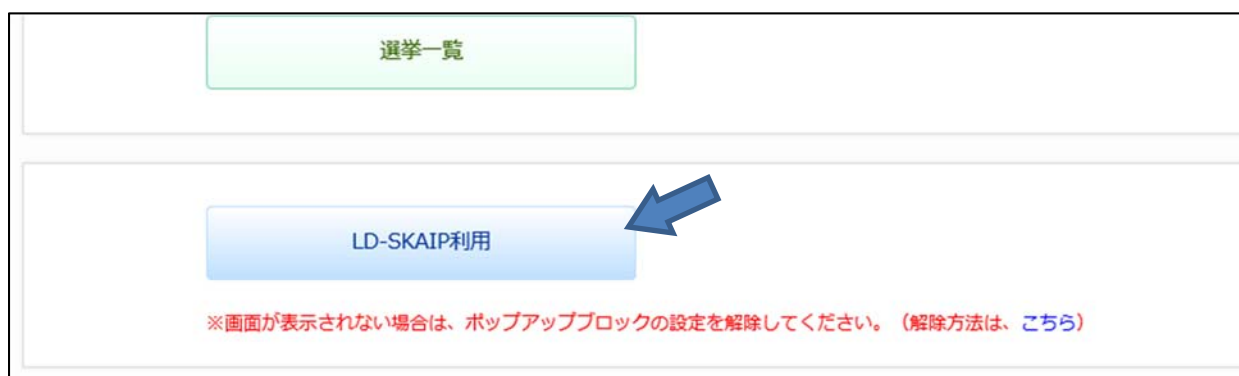 選挙一覧
LD-SKAIP利用
※画面が表示されない場合は、ポップアップブロックの設定を解除してください。（解除方法は、こちら）